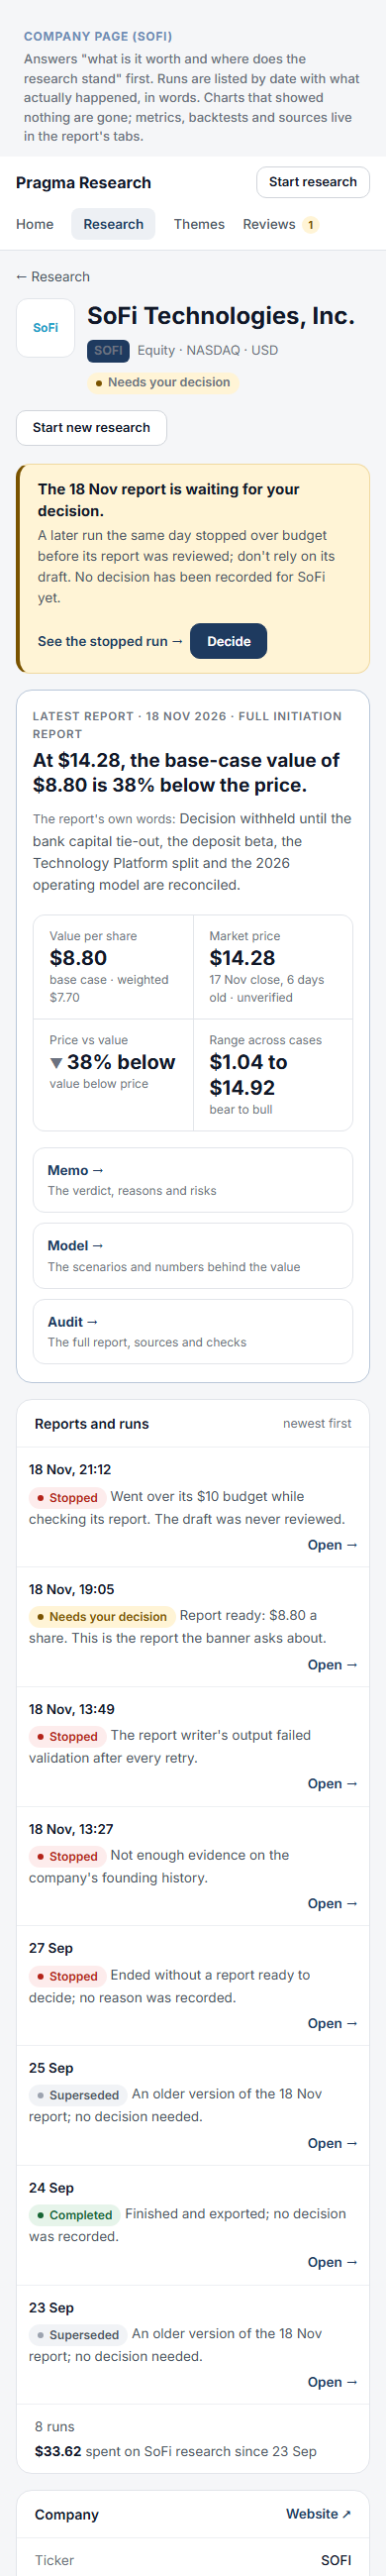 COMPANY PAGE (SOFI)
Answers "what is it worth and where does the
research stand" first. Runs are listed by date with what
actually happened, in words. Charts that showed
nothing are gone; metrics, backtests and sources live
in the report's tabs.
Pragma Research
Start research
Home Research Themes Reviews 1
← Research
SoFi
SoFi Technologies, Inc.
SOFI Equity · NASDAQ · USD
Needs your decision
Start new research
The 18 Nov report is waiting for your
decision.
A later run the same day stopped over budget
before its report was reviewed; don't rely on its
draft. No decision has been recorded for SoFi
yet.
See the stopped run → Decide
LATEST REPORT · 18 NOV 2026 · FULL INITIATION
REPORT
At $14.28, the base-case value of
$8.80 is 38% below the price.
The report's own words: Decision withheld until the
bank capital tie-out, the deposit beta, the
Technology Platform split and the 2026
operating model are reconciled.
Value per share
$8.80
base case · weighted
$7.70
Market price
$14.28
17 Nov close, 6 days
old · unverified
Price vs value
▼ 38% below
value below price
Range across cases
$1.04 to
$14.92
bear to bull
Memo →
The verdict, reasons and risks
Model →
The scenarios and numbers behind the value
Audit →
The full report, sources and checks
Reports and runs
newest first
18 Nov, 21:12
Stopped Went over its $10 budget while
checking its report. The draft was never reviewed.
Open →
18 Nov, 19:05
Needs your decision Report ready: $8.80 a
share. This is the report the banner asks about.
Open →
18 Nov, 13:49
Stopped The report writer's output failed
validation after every retry.
Open →
18 Nov, 13:27
Stopped Not enough evidence on the
company's founding history.
Open →
27 Sep
Stopped Ended without a report ready to
decide; no reason was recorded.
Open →
25 Sep
Superseded An older version of the 18 Nov
report; no decision needed.
Open →
24 Sep
Completed Finished and exported; no decision
was recorded.
Open →
23 Sep
Superseded An older version of the 18 Nov
report; no decision needed.
Open →
8 runs
$33.62 spent on SoFi research since 23 Sep
Company
Website ↗
Ticker
SOFI